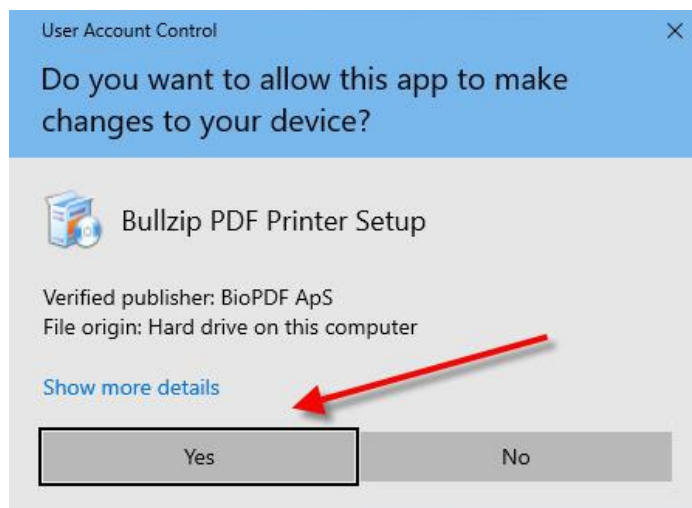 User Account Control
Do you want to allow this app to make
changes to your device?
Bullzip PDF Printer Setup
Verified publisher: BioPDF ApS
File origin: Hard drive on this computer
Show more details
Yes
No